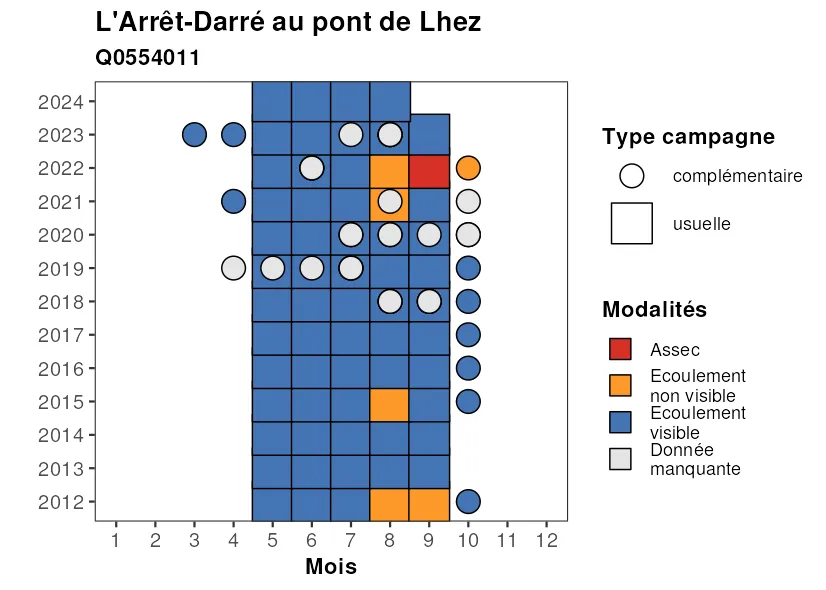 L'Arrêt-Darré au pont de Lhez
Q0554011
2024
2023
2022
2021
2020
2019
2018
2017
2016
2015
2014
2013
2012
1 2 3 4 5 6 7 8 9 10 11 12
Mois
Type campagne
complémentaire
usuelle
Modalités
Assec
Ecoulement
non visible
Ecoulement
visible
Donnée
manquante